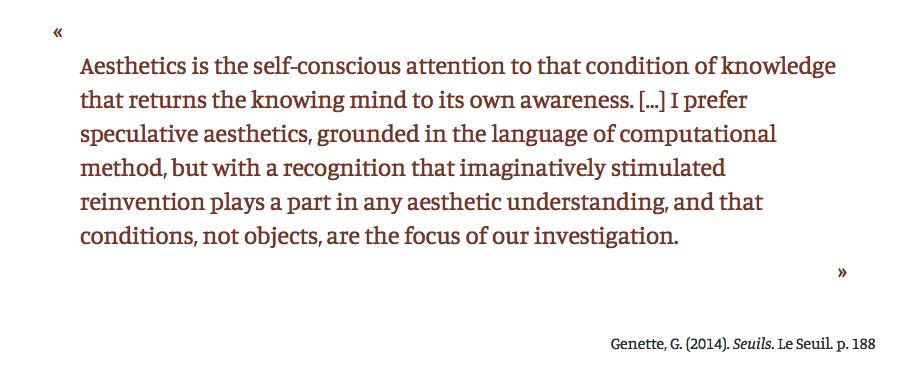 «
Aesthetics is the self-conscious attention to that condition of knowledge
that returns the knowing mind to its own awareness. [...] I prefer
speculative aesthetics, grounded in the language of computational
method, but with a recognition that imaginatively stimulated
reinvention plays a part in any aesthetic understanding, and that
conditions, not objects, are the focus of our investigation.
»
Genette, G. (2014). Seuils. Le Seuil. p. 188